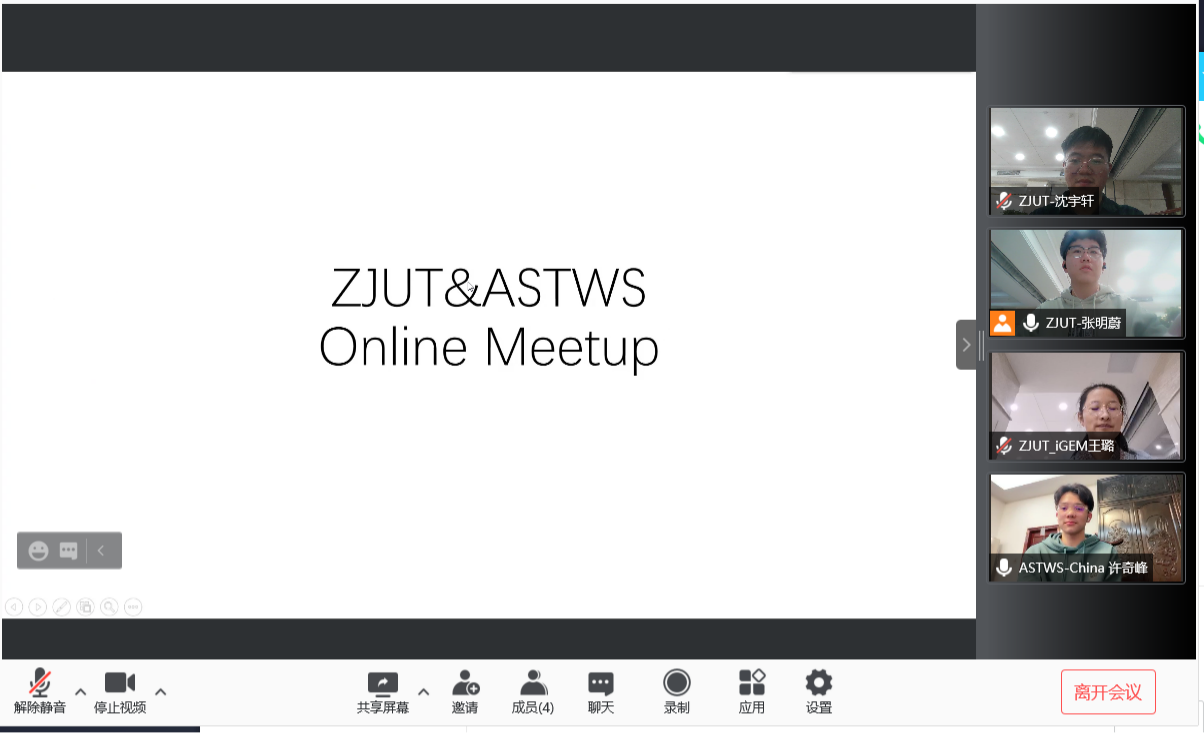 ZJUT&ASTWS
Online Meetup
ZJUT-沈宇轩
ZJUT-张明蔚
ZJUT_iGEM王璐
ASTWS-China 许奇峰
解除静音
停止视频
共享屏幕
邀请
成员(4)
聊天
录制
应用
设置
离开会议